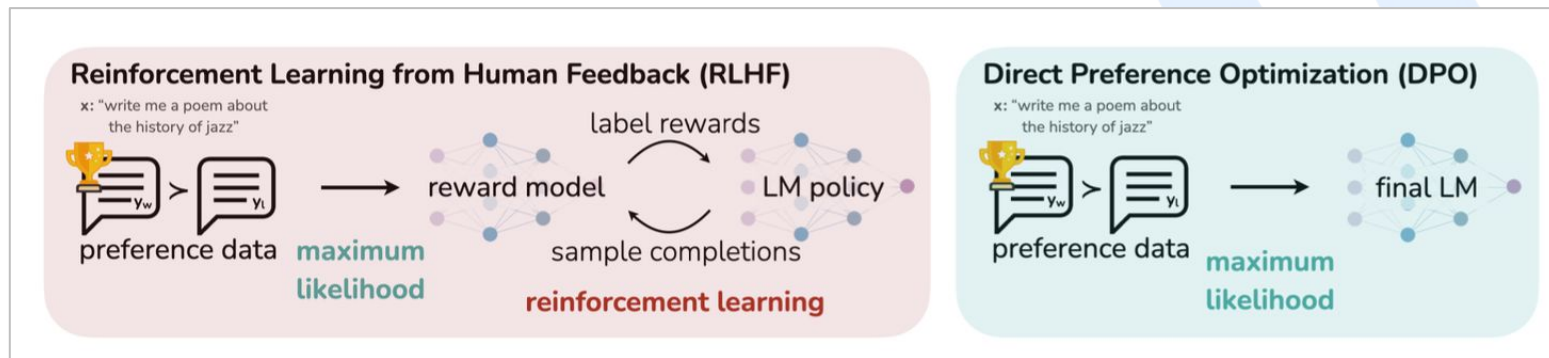 Reinforcement Learning from Human Feedback (RLHF)
x: “write me a poem about
the history of jazz”
label rewards
yw
≻
yl
reward model
LM policy
preference data
maximum
likelihood
sample completions
reinforcement learning
Direct Preference Optimization (DPO)
x: “write me a poem about
the history of jazz”
yw
≻
yl
final LM
preference data
maximum
likelihood